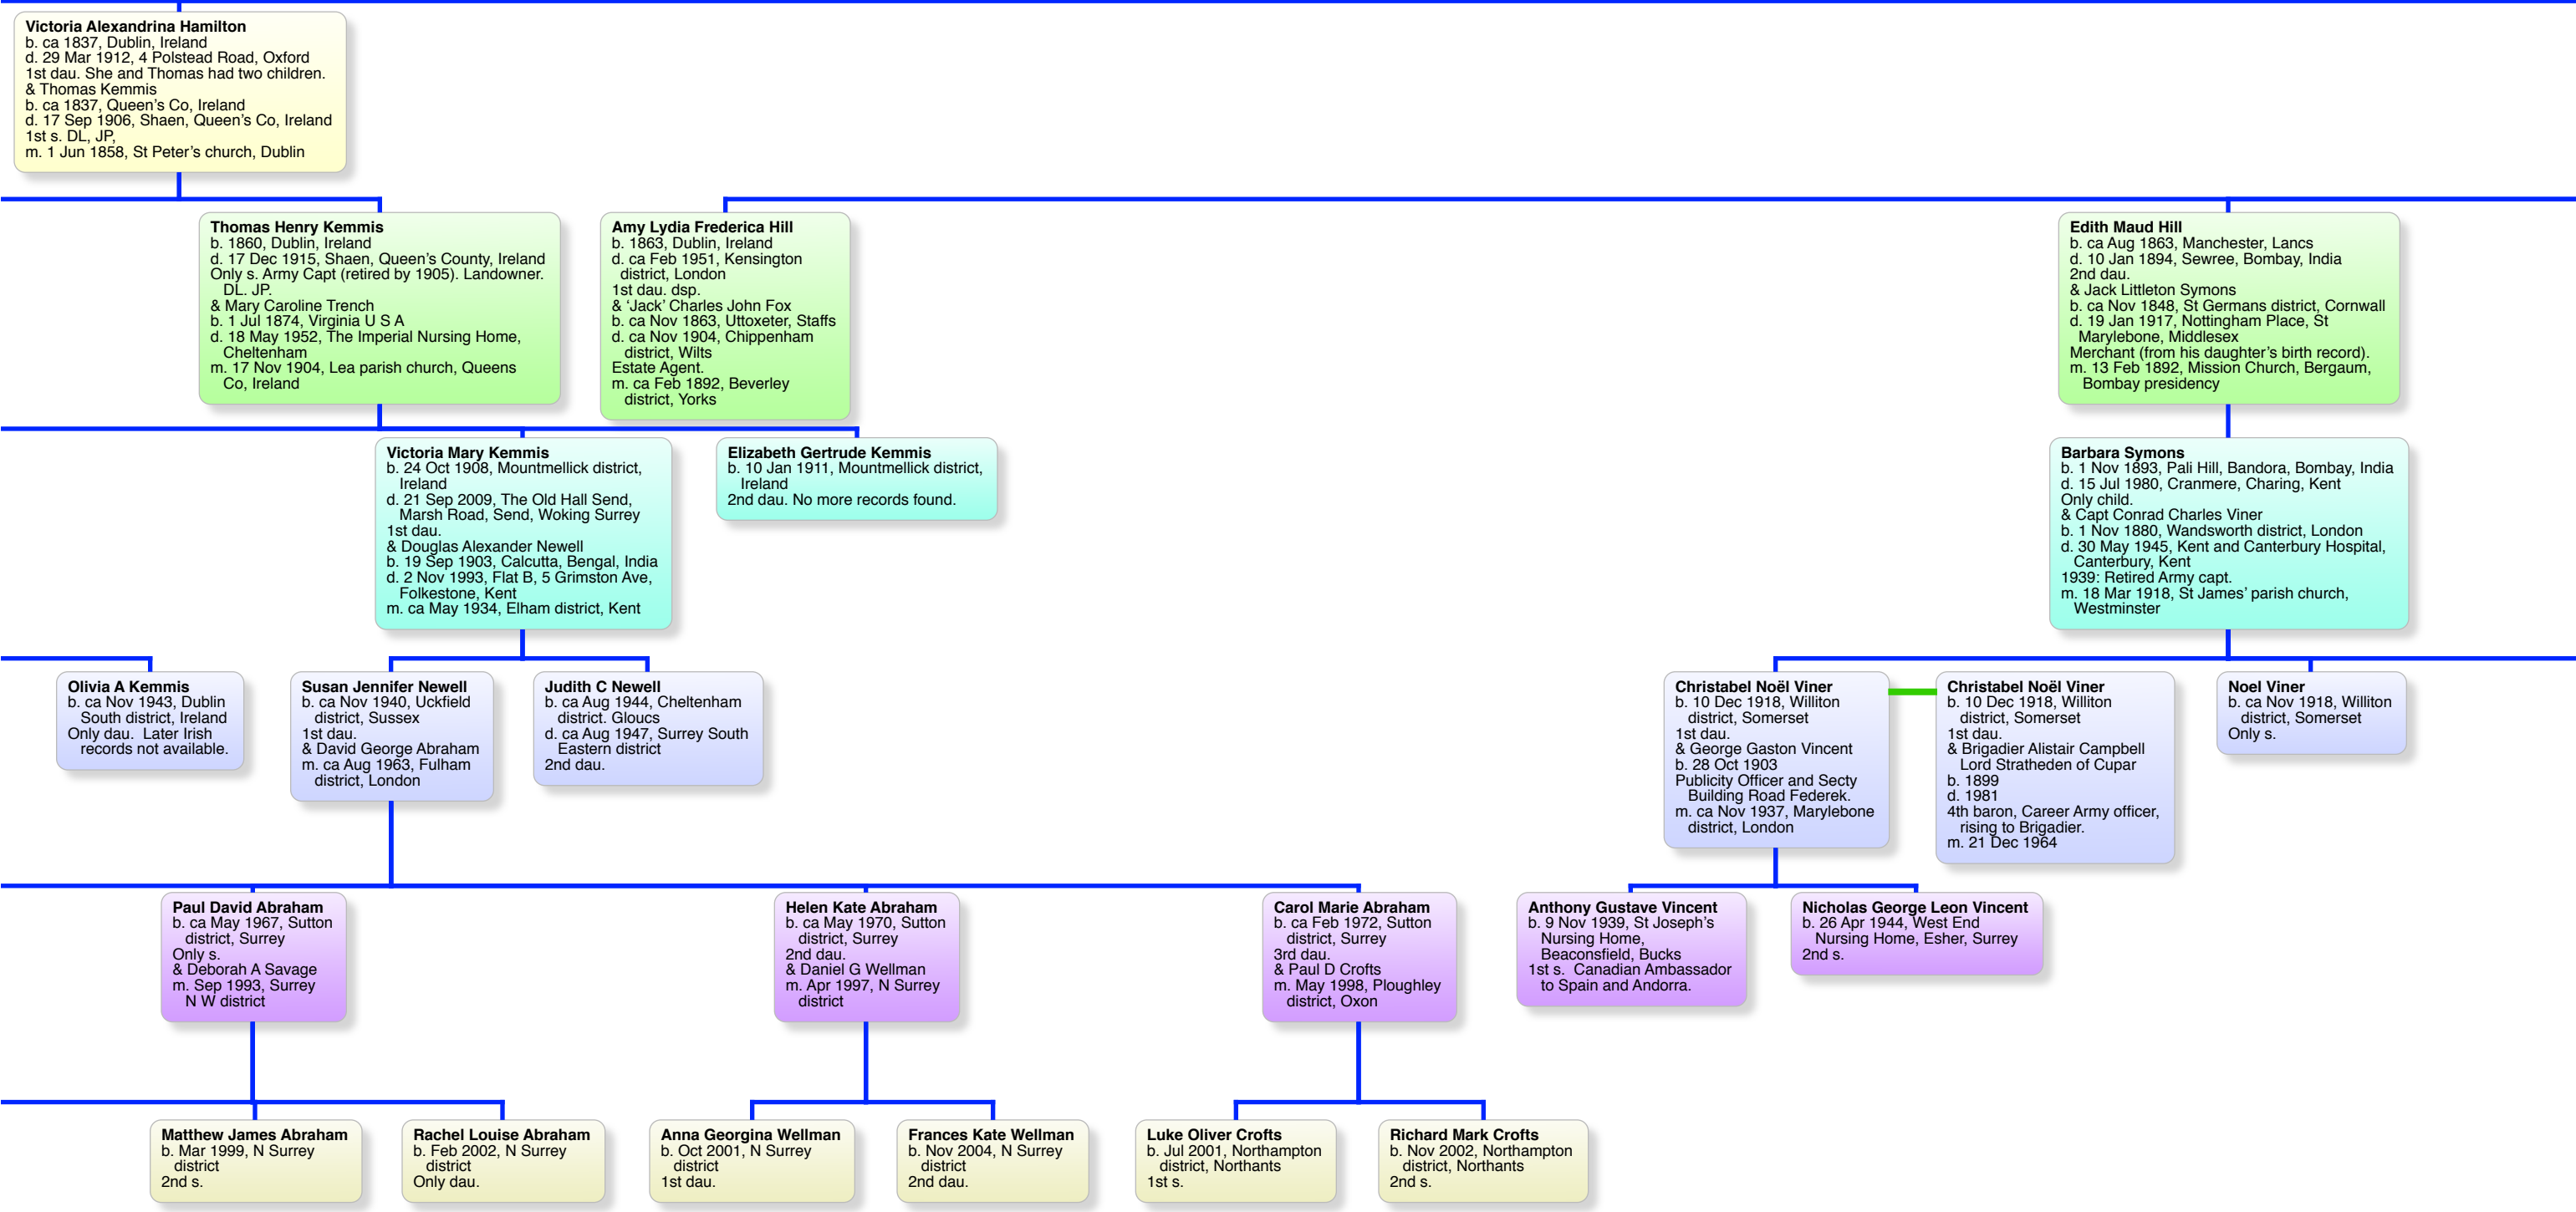 Victoria Alexandrina Hamilton
b. ca 1837, Dublin, Ireland
d. 29 Mar 1912, 4 Polstead Road, Oxford
1st dau. She and Thomas had two children.
& Thomas Kemmis
b. ca 1837, Queen's Co, Ireland
d. 17 Sep 1906, Shaen, Queen's Co, Ireland
1st s. DL, JP,
m. 1 Jun 1858, St Peter's church, Dublin
Thomas Henry Kemmis
b. 1860, Dublin, Ireland
d. 17 Dec 1915, Shaen, Queen's County, Ireland
Only s. Army Capt (retired by 1905). Landowner.
DL. JP.
& Mary Caroline Trench
b. 1 Jul 1874, Virginia U S A
d. 18 May 1952, The Imperial Nursing Home,
Cheltenham
m. 17 Nov 1904, Lea parish church, Queens
Co, Ireland
Amy Lydia Frederica Hill
b. 1863, Dublin, Ireland
d. ca Feb 1951, Kensington
district, London
1st dau. dsp.
& 'Jack' Charles John Fox
b. ca Nov 1863, Uttoxeter, Staffs
d. ca Nov 1904, Chippenham
district, Wilts
Estate Agent.
m. ca Feb 1892, Beverley
district, Yorks
Edith Maud Hill
b. ca Aug 1863, Manchester, Lancs
d. 10 Jan 1894, Sewree, Bombay, India
2nd dau.
& Jack Littleton Symons
b. ca Nov 1848, St Germans district, Cornwall
d. 19 Jan 1917, Nottingham Place, St
Marylebone, Middlesex
Merchant (from his daughter's birth record).
m. 13 Feb 1892, Mission Church, Bergaum,
Bombay presidency
Victoria Mary Kemmis
b. 24 Oct 1908, Mountmellick district,
Ireland
d. 21 Sep 2009, The Old Hall Send,
Marsh Road, Send, Woking Surrey
1st dau.
& Douglas Alexander Newell
b. 19 Sep 1903, Calcutta, Bengal, India
d. 2 Nov 1993, Flat B, 5 Grimston Ave,
Folkestone, Kent
m. ca May 1934, Elham district, Kent
Elizabeth Gertrude Kemmis
b. 10 Jan 1911, Mountmellick district,
Ireland
2nd dau. No more records found.
Barbara Symons
b. 1 Nov 1893, Pali Hill, Bandora, Bombay, India
d. 15 Jul 1980, Cranmere, Charing, Kent
Only child.
& Capt Conrad Charles Viner
b. 1 Nov 1880, Wandsworth district, London
d. 30 May 1945, Kent and Canterbury Hospital,
Canterbury, Kent
1939: Retired Army capt.
m. 18 Mar 1918, St James' parish church,
Westminster
Olivia A Kemmis
b. ca Nov 1943, Dublin
South district, Ireland
Only dau. Later Irish
records not available.
Susan Jennifer Newell
b. ca Nov 1940, Uckfield
district, Sussex
1st dau.
& David George Abraham
m. ca Aug 1963, Fulham
district, London
Judith C Newell
b. ca Aug 1944, Cheltenham
district. Gloucs
d. ca Aug 1947, Surrey South
Eastern district
2nd dau.
Christabel Noël Viner
b. 10 Dec 1918, Williton
district, Somerset
1st dau.
& George Gaston Vincent
b. 28 Oct 1903
Publicity Officer and Secty
Building Road Federek.
m. ca Nov 1937, Marylebone
district, London
Christabel Noël Viner
b. 10 Dec 1918, Williton
district, Somerset
1st dau.
& Brigadier Alistair Campbell
Lord Stratheden of Cupar
b. 1899
d. 1981
4th baron, Career Army officer,
rising to Brigadier.
m. 21 Dec 1964
Noel Viner
b. ca Nov 1918, Williton
district, Somerset
Only s.
Paul David Abraham
b. ca May 1967, Sutton
district, Surrey
Only s.
& Deborah A Savage
m. Sep 1993, Surrey
N W district
Helen Kate Abraham
b. ca May 1970, Sutton
district, Surrey
2nd dau.
& Daniel G Wellman
m. Apr 1997, N Surrey
district
Carol Marie Abraham
b. ca Feb 1972, Sutton
district, Surrey
3rd dau.
& Paul D Crofts
m. May 1998, Ploughley
district, Oxon
Anthony Gustave Vincent
b. 9 Nov 1939, St Joseph's
Nursing Home,
Beaconsfield, Bucks
1st s. Canadian Ambassador
to Spain and Andorra.
Nicholas George Leon Vincent
b. 26 Apr 1944, West End
Nursing Home, Esher, Surrey
2nd s.
Matthew James Abraham
b. Mar 1999, N Surrey
district
2nd s.
Rachel Louise Abraham
b. Feb 2002, N Surrey
district
Only dau.
Anna Georgina Wellman
b. Oct 2001, N Surrey
district
1st dau.
Frances Kate Wellman
b. Nov 2004, N Surrey
district
2nd dau.
Luke Oliver Crofts
b. Jul 2001, Northampton
district, Northants
1st s.
Richard Mark Crofts
b. Nov 2002, Northampton
district, Northants
2nd s.